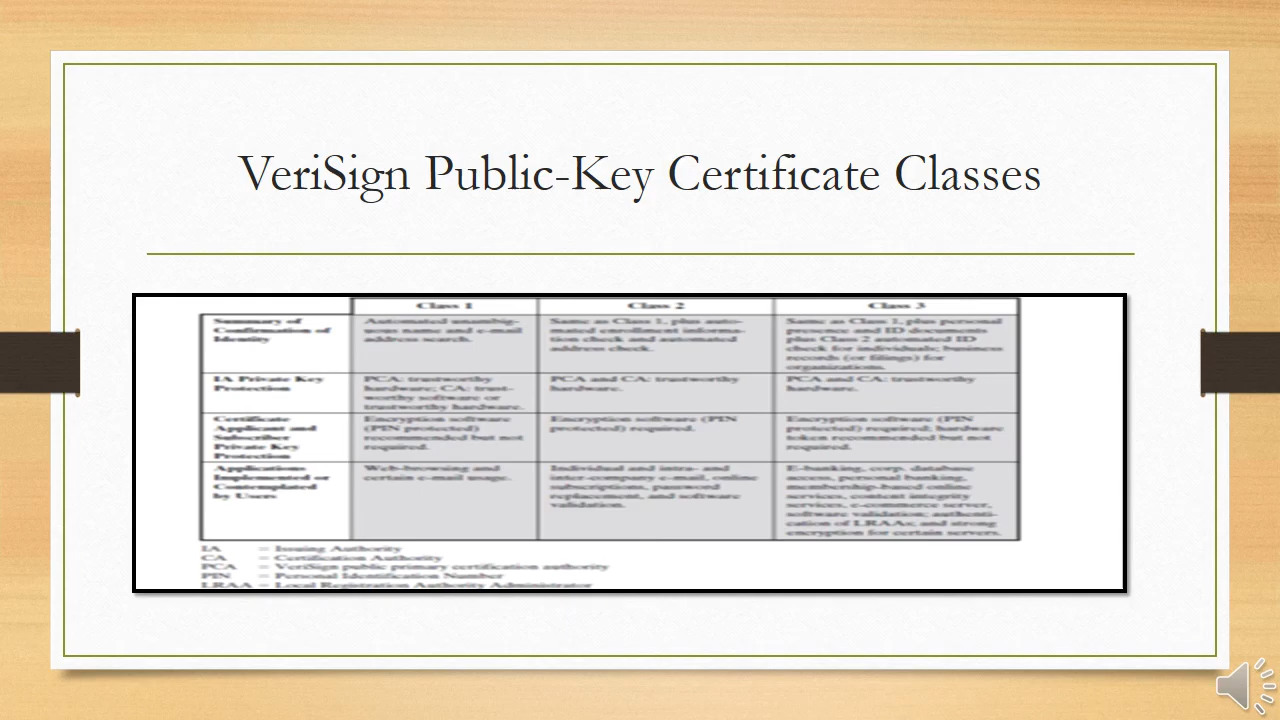 VeriSign Public-Key Certificate Classes
Class 1 Class 2 Class 3
Summary of
Confirmation of
Identity
Automated unambig-
uous name and e-mail
address search.
Same as Class 1, plus auto-
mated enrollment informa-
tion check and automated
address check.
Same as Class 1, plus personal
presence and ID documents
plus Class 2 automated ID
check for individuals; business
records (or filings) for
organizations.
IA Private Key
Protection
PCA: trustworthy
hardware; CA: trust-
worthy software or
trustworthy hardware.
PCA and CA: trustworthy
hardware.
PCA and CA: trustworthy
hardware.
Certificate
Applicant and
Subscriber
Private Key
Protection
Encryption software
(PIN protected)
recommended but not
required.
Encryption software (PIN
protected) required.
Encryption software (PIN
protected) required; hardware
token recommended but not
required.
Applications
Implemented or
Contemplated
by Users
Web-browsing and
certain e-mail usage.
Individual and intra- and
inter-company e-mail, online
subscriptions, password
replacement, and software
validation.
E-banking, corp. database
access, personal banking,
membership-based online
services, content integrity
services, e-commerce server,
software validation; authenti-
cation of LRAAs; and strong
encryption for certain servers.
IA = Issuing Authority
CA = Certification Authority
PCA = VeriSign public primary certification authority
PIN = Personal Identification Number
LRAA = Local Registration Authority Administrator